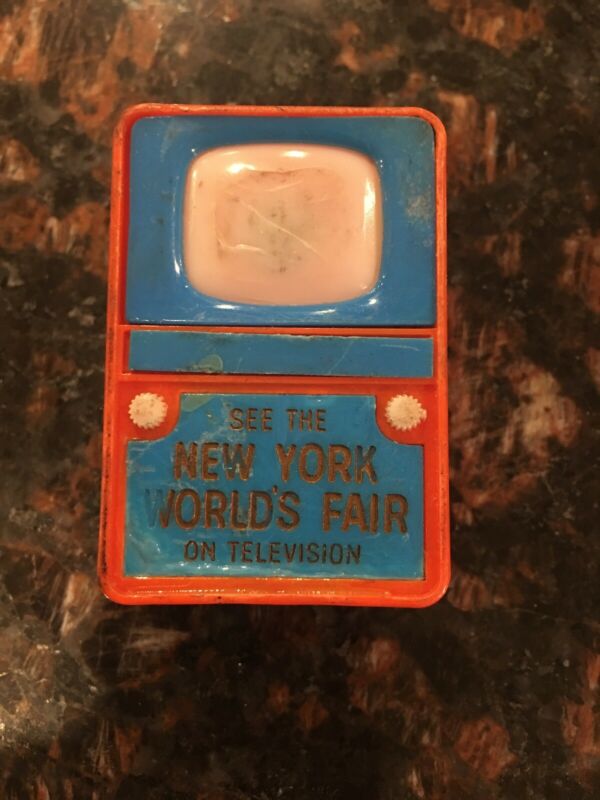 SEE THE
NEW YORK
WORLD'S FAIR
ON TELEVISION